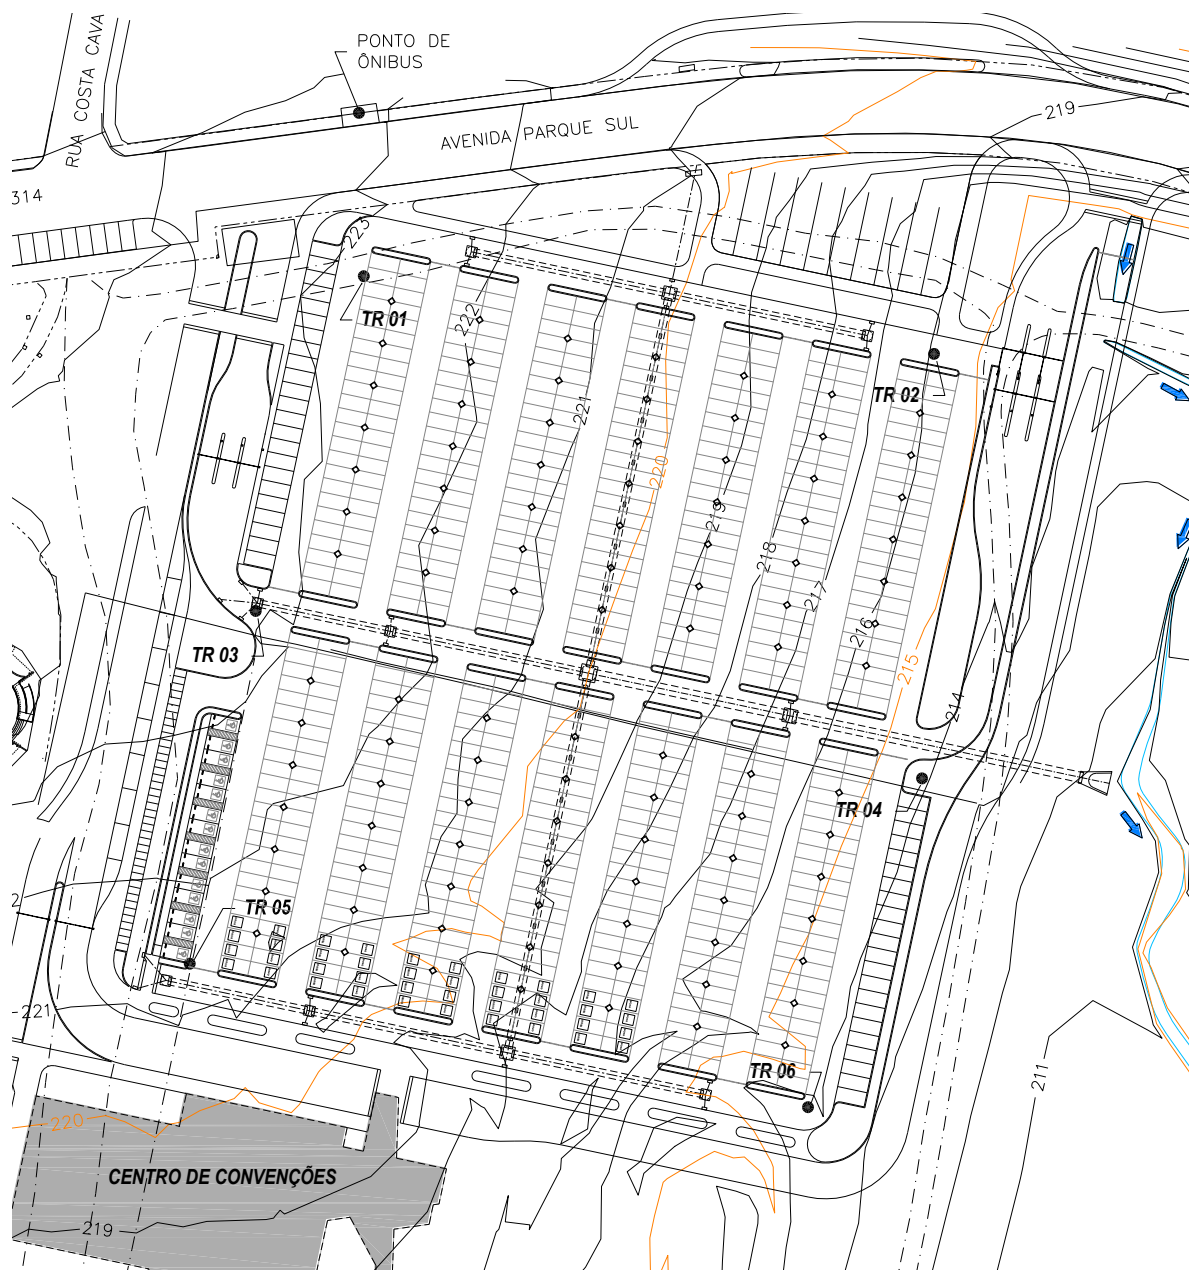 PONTO DE
ÔNIBUS
RUA COSTA CAVA
AVENIDA PARQUE SUL
219
314
223
TR 01
222
TR 02
221
220
219
218
217
216
215
TR 03
214
TR 04
TR 05
2
221
TR 06
211
220
CENTRO DE CONVENÇÕES
219